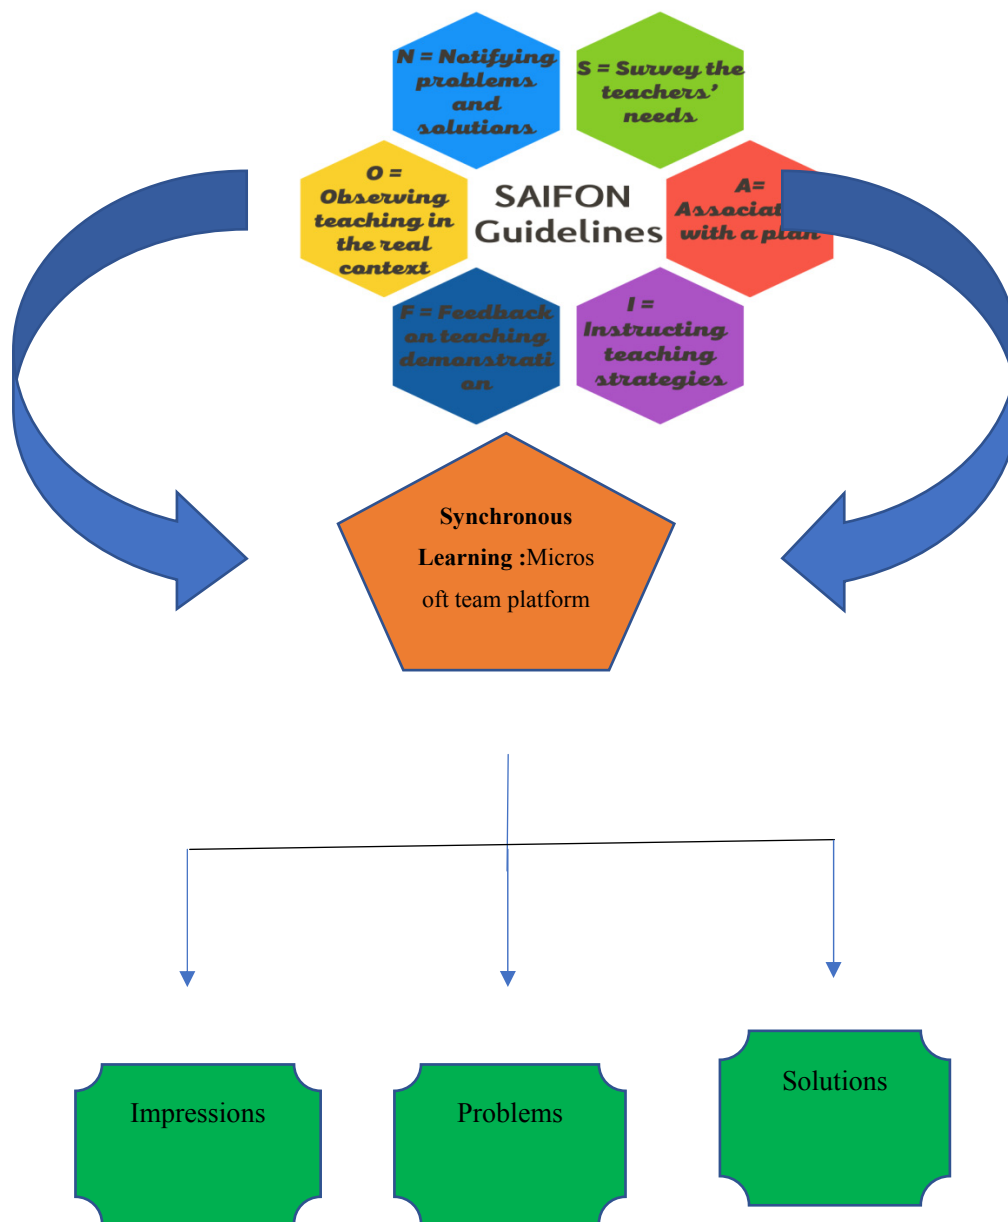 N = Notifying
problems
and
solutions
S = Survey the
teachers'
needs
O =
Observing
teaching in
the real
context
SAIFON
Guidelines
A=
Associat
with a plan
F = Feedback
on teaching
demonstrati
on
I =
Instructing
teaching
strategies
Synchronous
Learning :Micros
oft team platform
Impressions
Problems
Solutions